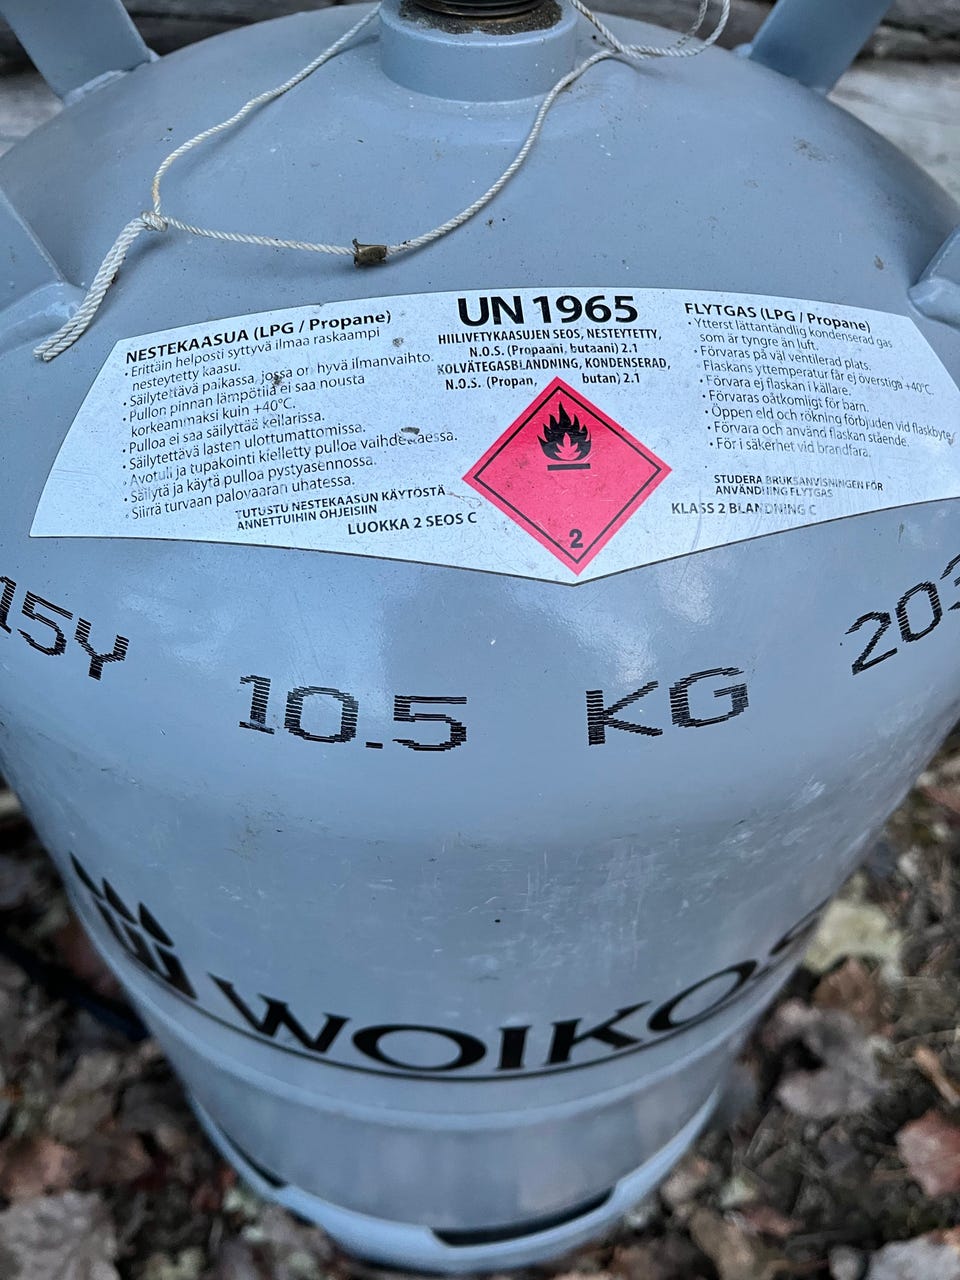 NESTEKAASUA (LPG / Propane)
• Erittäin helposti syttyvä ilmaa raskaampi
nesteytetty kaasu.
• Säilytettävä paikassa, jossa on hyvä ilmanvaihto.
• Pullon pinnan lämpötila ei saa nousta
korkeammaksi kuin +40°C.
• Pulloa ei saa säilyttää kellarissa.
• Säilytettävä lasten ulottumattomissa.
• Avotuli ja tupakointi kielletty pulloa vaihdettaessa.
• Säilytä ja käytä pulloa pystyasennossa.
• Siirrä turvaan palovaaran uhatessa.
TUTUSTU NESTEKAASUN KÄYTÖSTÄ
ANNETTUIHIN OHJEISIIN
LUOKKA 2 SEOS C
UN 1965
HIILIVETYKAASUJEN SEOS, NESTEYTETTY,
N.O.S. (Propaani, butaani) 2.1
KOLVÄTEGASBLANDNING, KONDENSERAD,
N.O.S. (Propan, butan) 2.1
2
FLYTGAS (LPG / Propane)
• Ytterst lättantändlig kondenserad gas
som är tyngre än luft.
• Förvaras på väl ventilerad plats.
Flaskans yttemperatur får ej överstiga +40°C.
• Förvara ej flaskan i källare.
• Förvaras oåtkomligt för barn.
• Öppen eld och rökning förbjuden vid flaskbyte
• Förvara och använd flaskan stående.
• För i säkerhet vid brandfara.
STUDERA BRUKSANVISNINGEN FÖR
ANVÄNDNING FLYTGAS
KLASS 2 BLANDNING C
15Y 10.5 KG 203
WOIKOS